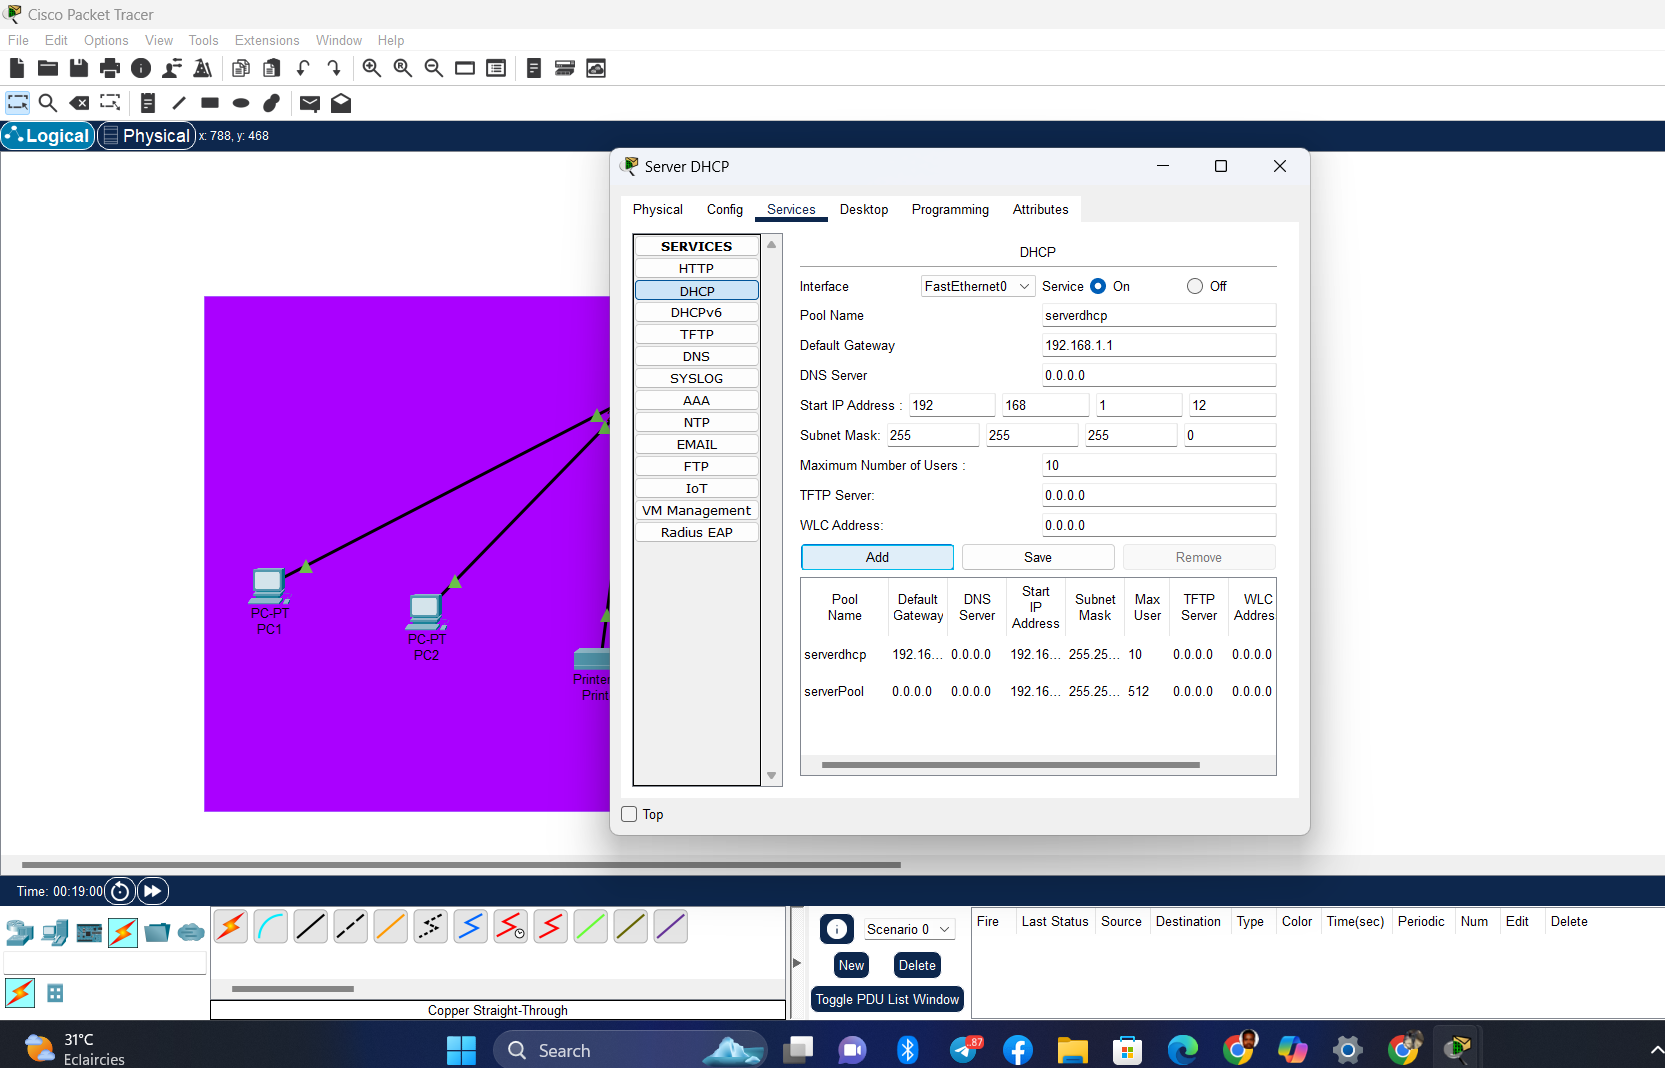 Cisco Packet Tracer
File Edit Options View Tools Extensions Window Help
Logical Physical x: 788, y: 468
Server DHCP
Physical Config Services Desktop Programming Attributes
SERVICES
HTTP
DHCP
DHCPv6
TFTP
DNS
SYSLOG
AAA
NTP
EMAIL
FTP
IoT
VM Management
Radius EAP
DHCP
Interface FastEthernet0 Service On Off
Pool Name serverdhcp
Default Gateway 192.168.1.1
DNS Server 0.0.0.0
Start IP Address : 192 168 1 12
Subnet Mask: 255 255 255 0
Maximum Number of Users : 10
TFTP Server: 0.0.0.0
WLC Address: 0.0.0.0
Add Save Remove
Pool Name Default Gateway DNS Server Start IP Address Subnet Mask Max User TFTP Server WLC Addres
serverdhcp 192.16... 0.0.0.0 192.16... 255.25... 10 0.0.0.0 0.0.0.0
serverPool 0.0.0.0 0.0.0.0 192.16... 255.25... 512 0.0.0.0 0.0.0.0
Top
PC-PT
PC1
PC-PT
PC2
Printer
Print
Time: 00:19:00
Copper Straight-Through
Scenario 0
New Delete
Toggle PDU List Window
Fire Last Status Source Destination Type Color Time(sec) Periodic Num Edit Delete
31°C
Eclaircies
Search
..87